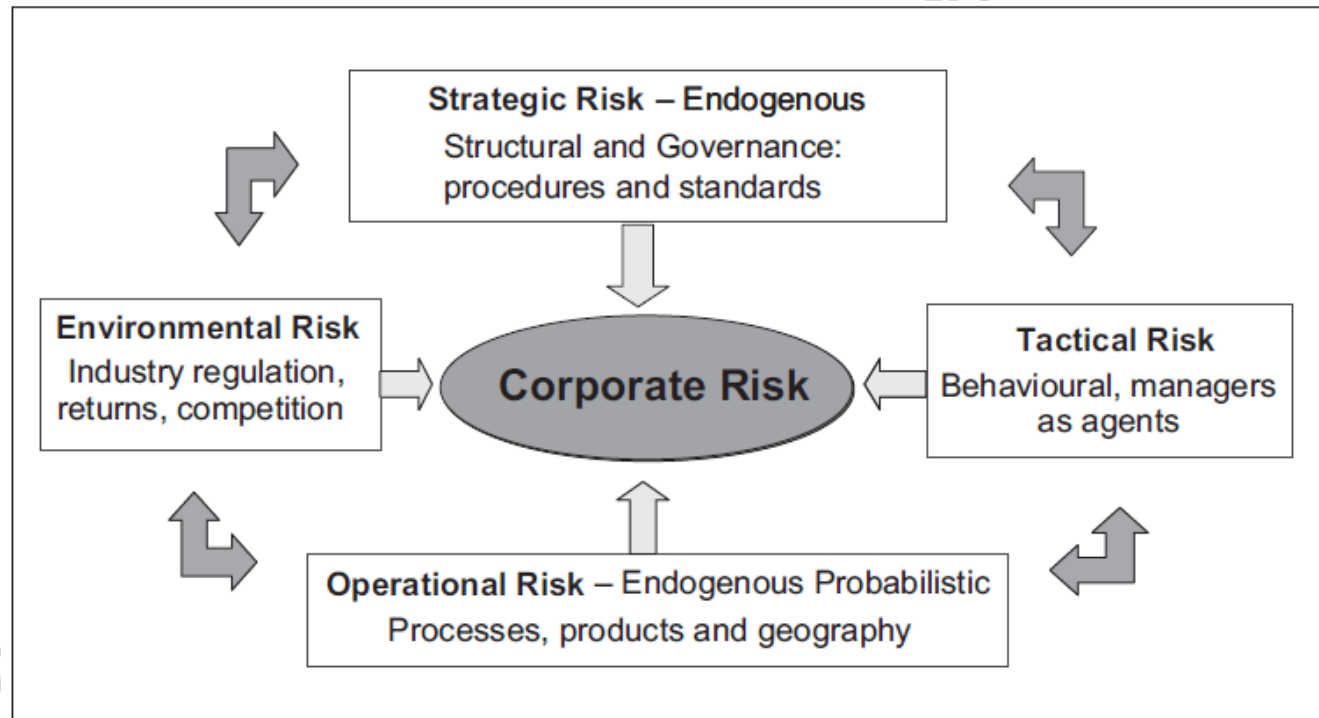 Strategic Risk – Endogenous
Structural and Governance:
procedures and standards
Environmental Risk
Industry regulation,
returns, competition
Corporate Risk
Tactical Risk
Behavioural, managers
as agents
Operational Risk – Endogenous Probabilistic
Processes, products and geography